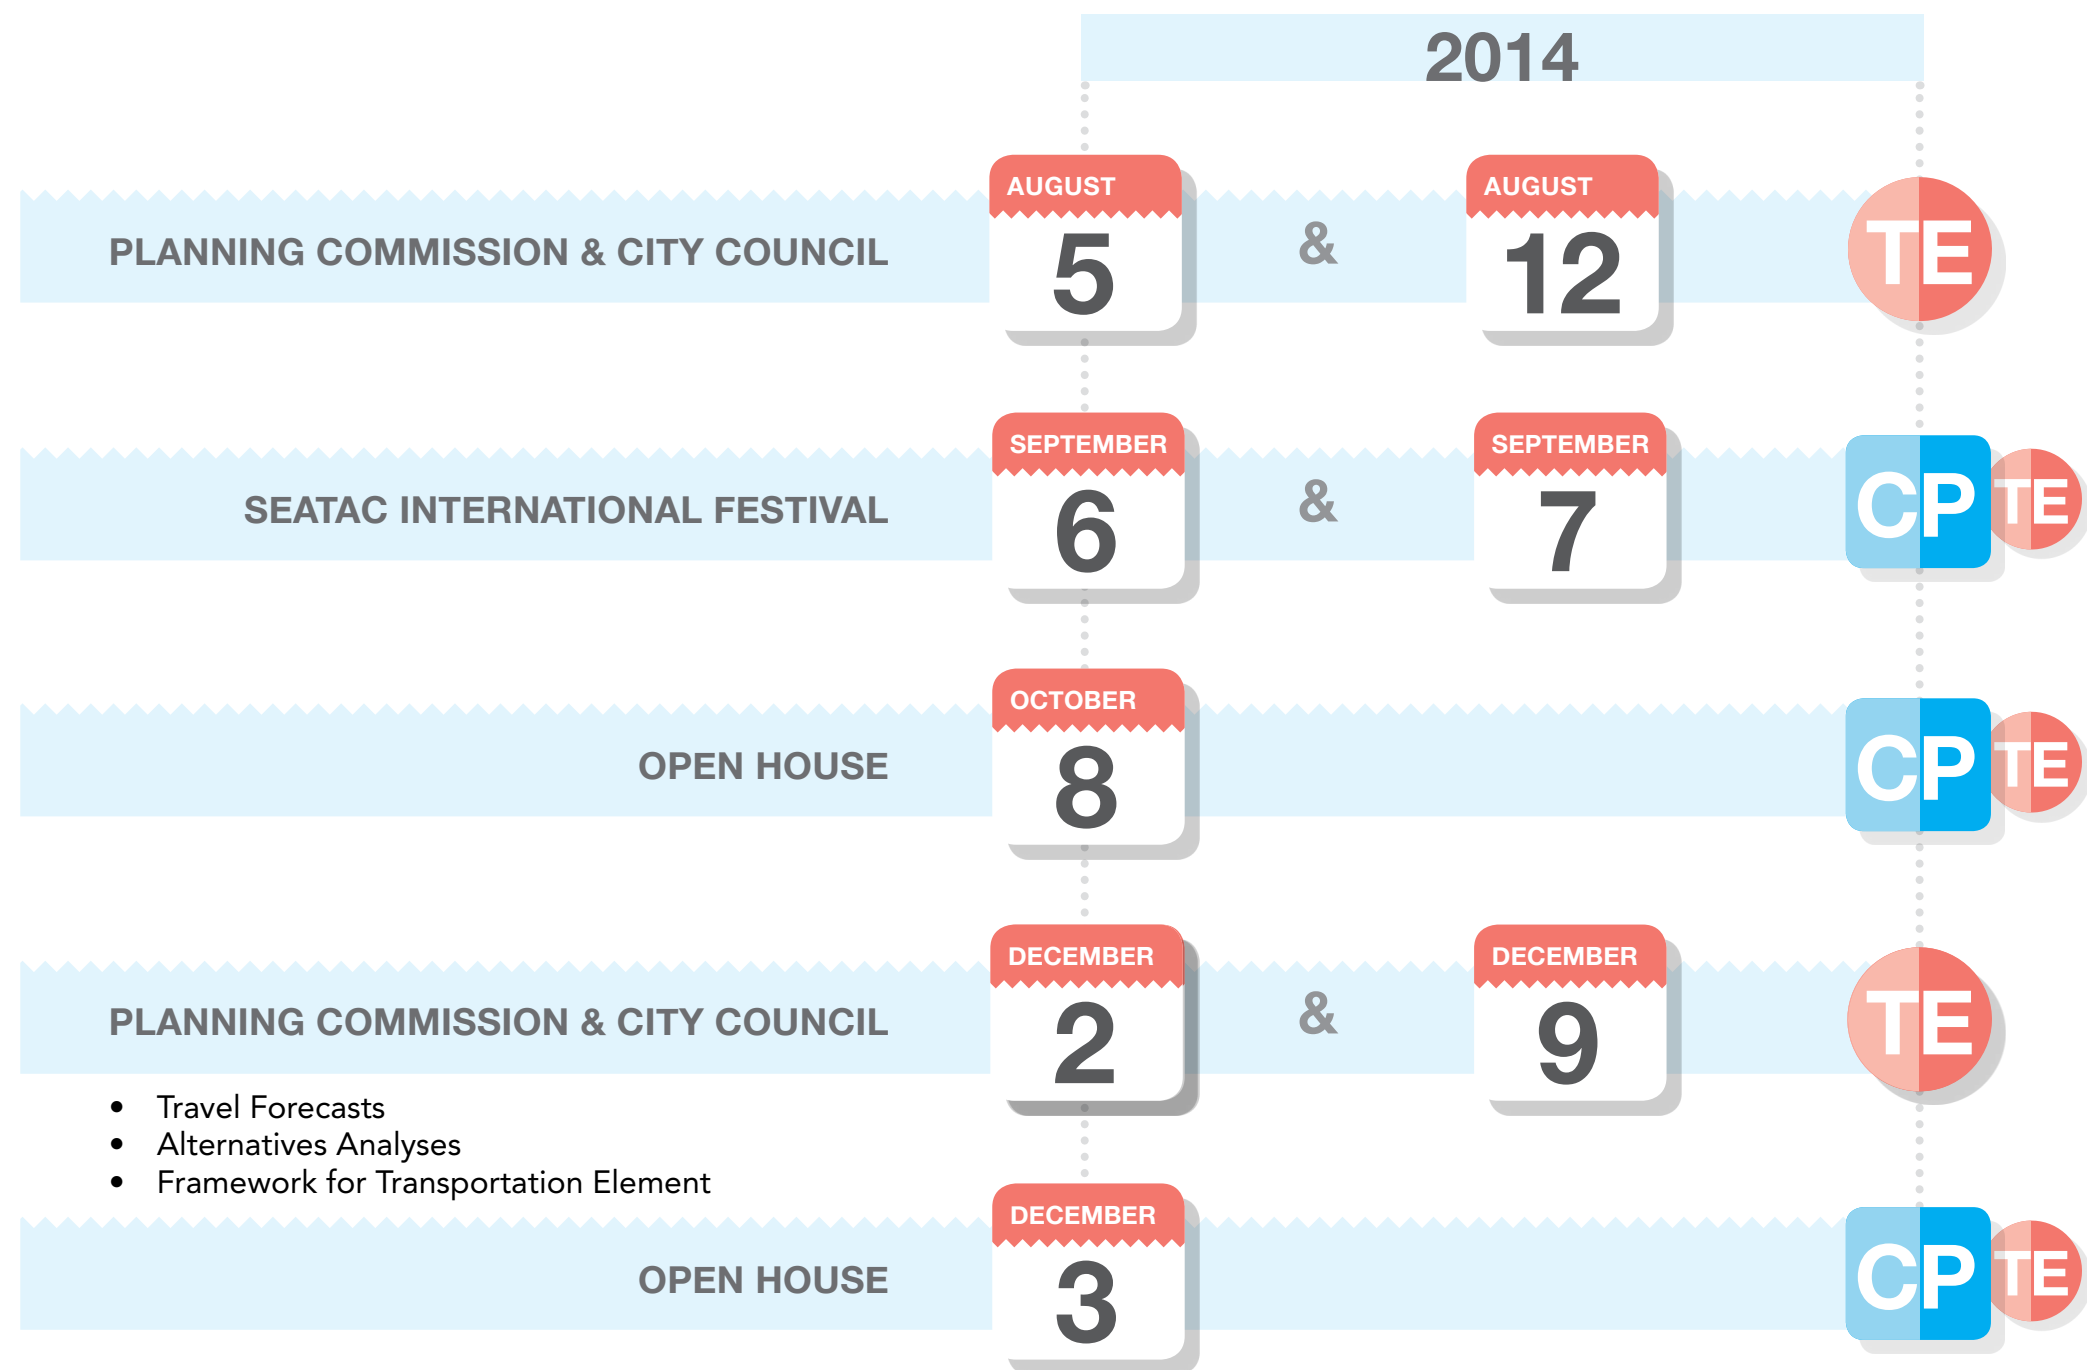 2014
PLANNING COMMISSION & CITY COUNCIL
AUGUST
5
&
AUGUST
12
TE
SEATAC INTERNATIONAL FESTIVAL
SEPTEMBER
6
&
SEPTEMBER
7
CP TE
OPEN HOUSE
OCTOBER
8
CP TE
PLANNING COMMISSION & CITY COUNCIL
DECEMBER
2
&
DECEMBER
9
TE
• Travel Forecasts
• Alternatives Analyses
• Framework for Transportation Element
OPEN HOUSE
DECEMBER
3
CP TE